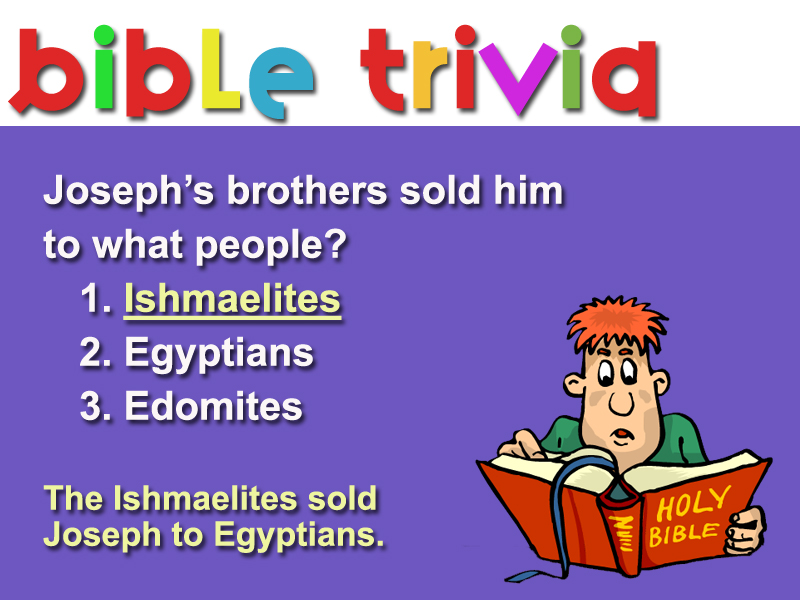 bible trivia
Joseph’s brothers sold him
to what people?
1. Ishmaelites
2. Egyptians
3. Edomites
The Ishmaelites sold
Joseph to Egyptians.
HOLY
BIBLE